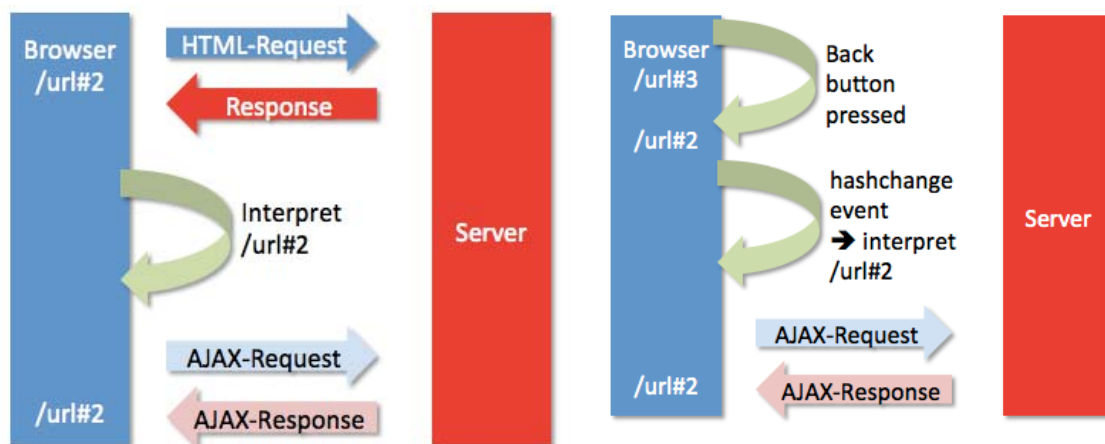 Browser
/url#2
HTML-Request
Response
Interpret
/url#2
Server
AJAX-Request
/url#2
AJAX-Response
Browser
/url#3
Back
button
pressed
/url#2
hashchange
event
➔ interpret
/url#2
Server
AJAX-Request
/url#2
AJAX-Response